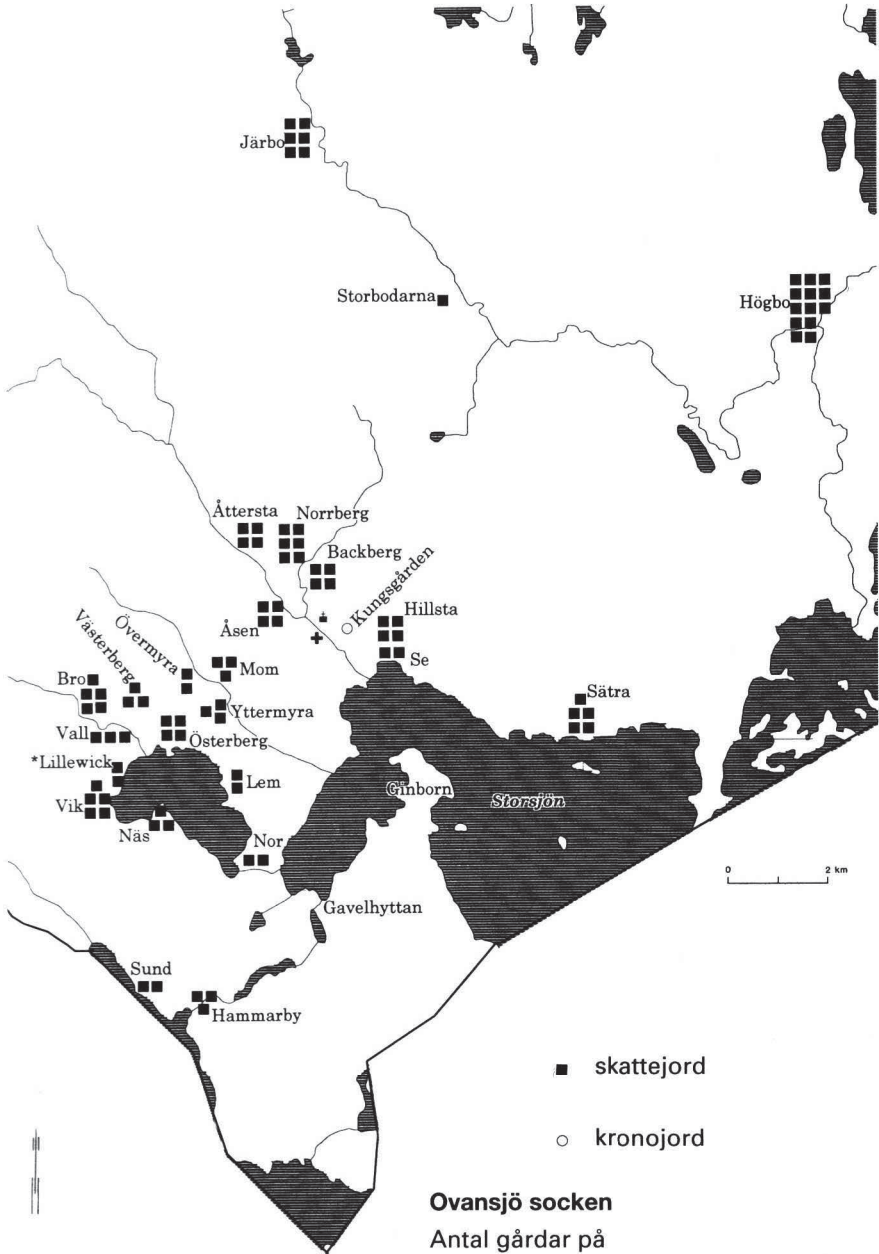 Järbo
Storbodarna
Högbo
Åttersta
Norrberg
Backberg
Kungsgården
Åsen
Hillsta
Se
Övermyra
Västerberg
Mom
Bro
Sätra
Yttermyra
Vall
Österberg
*Lillewick
Lem
Ginborn
Storsjön
Vik
Näs
Nor
0 2 km
Gavelhyttan
Sund
Hammarby
skattejord
kronojord
Ovansjö socken
Antal gårdar på